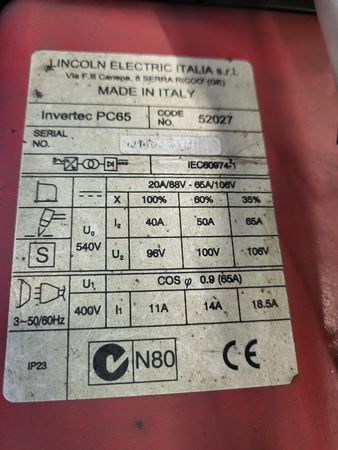 LINCOLN ELECTRIC ITALIA s.r.l.
Via F.lli Canepa, 8 SERRA RICCO' (GE)
MADE IN ITALY
Invertec PC65 CODE NO. 52027
SERIAL NO.
IEC60974-1
20A/88V - 65A/106V
X 100% 60% 35%
U₀ 540V I₂ 40A 50A 65A
S U₂ 96V 100V 106V
U₁ 400V COS φ 0.9 (65A)
3~50/60Hz I₁ 11A 14A 18.5A
IP23 N80 CE